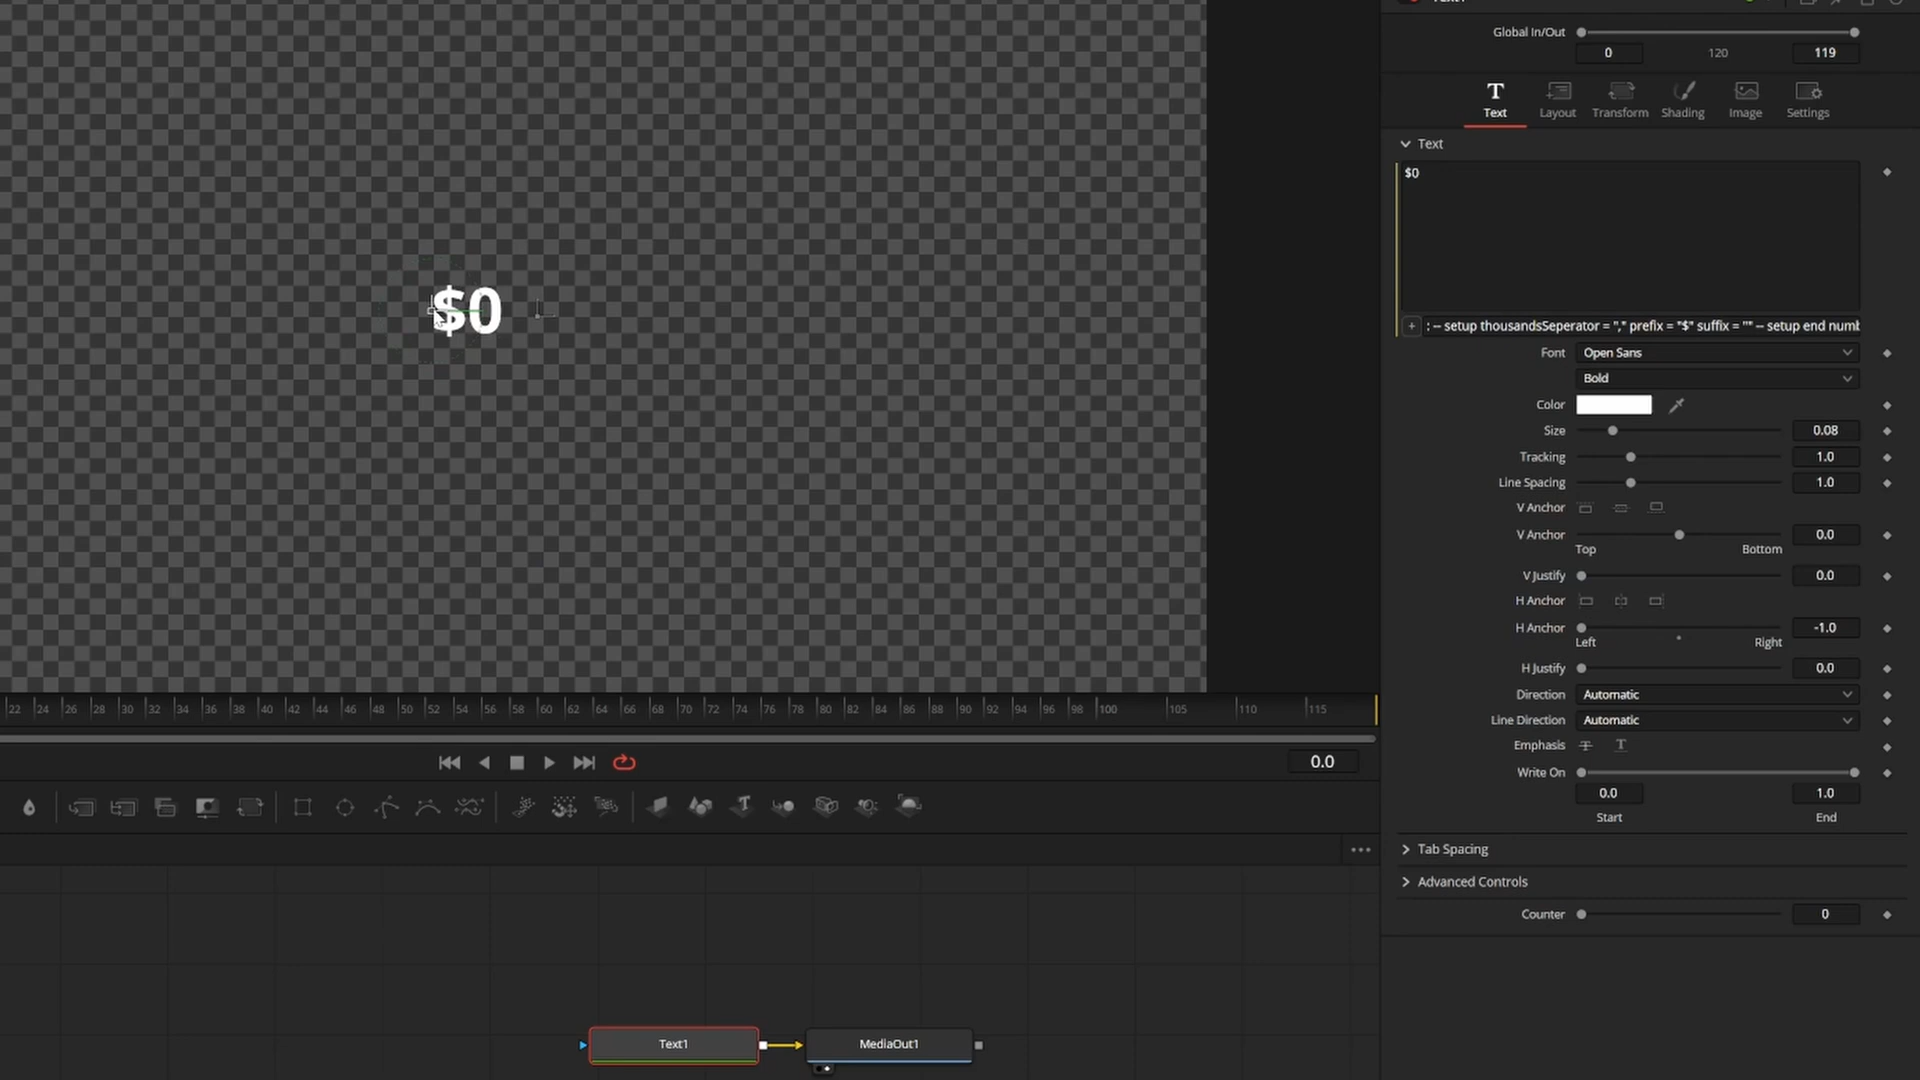 Text1
Global In/Out
0 120 119
Text Layout Transform Shading Image Settings
Text
$0
$0
: -- setup thousandsSeperator = "," prefix = "$" suffix = "" -- setup end numb
Font Open Sans
Bold
Color
Size 0.08
Tracking 1.0
Line Spacing 1.0
V Anchor
V Anchor 0.0
Top Bottom
V Justify 0.0
H Anchor
H Anchor -1.0
Left Right
H Justify 0.0
Direction Automatic
Line Direction Automatic
Emphasis
Write On
0.0 1.0
Start End
Tab Spacing
Advanced Controls
Counter 0
22 24 26 28 30 32 34 36 38 40 42 44 46 48 50 52 54 56 58 60 62 64 66 68 70 72 74 76 78 80 82 84 86 88 90 92 94 96 98 100 105 110 115
0.0
Text1 MediaOut1